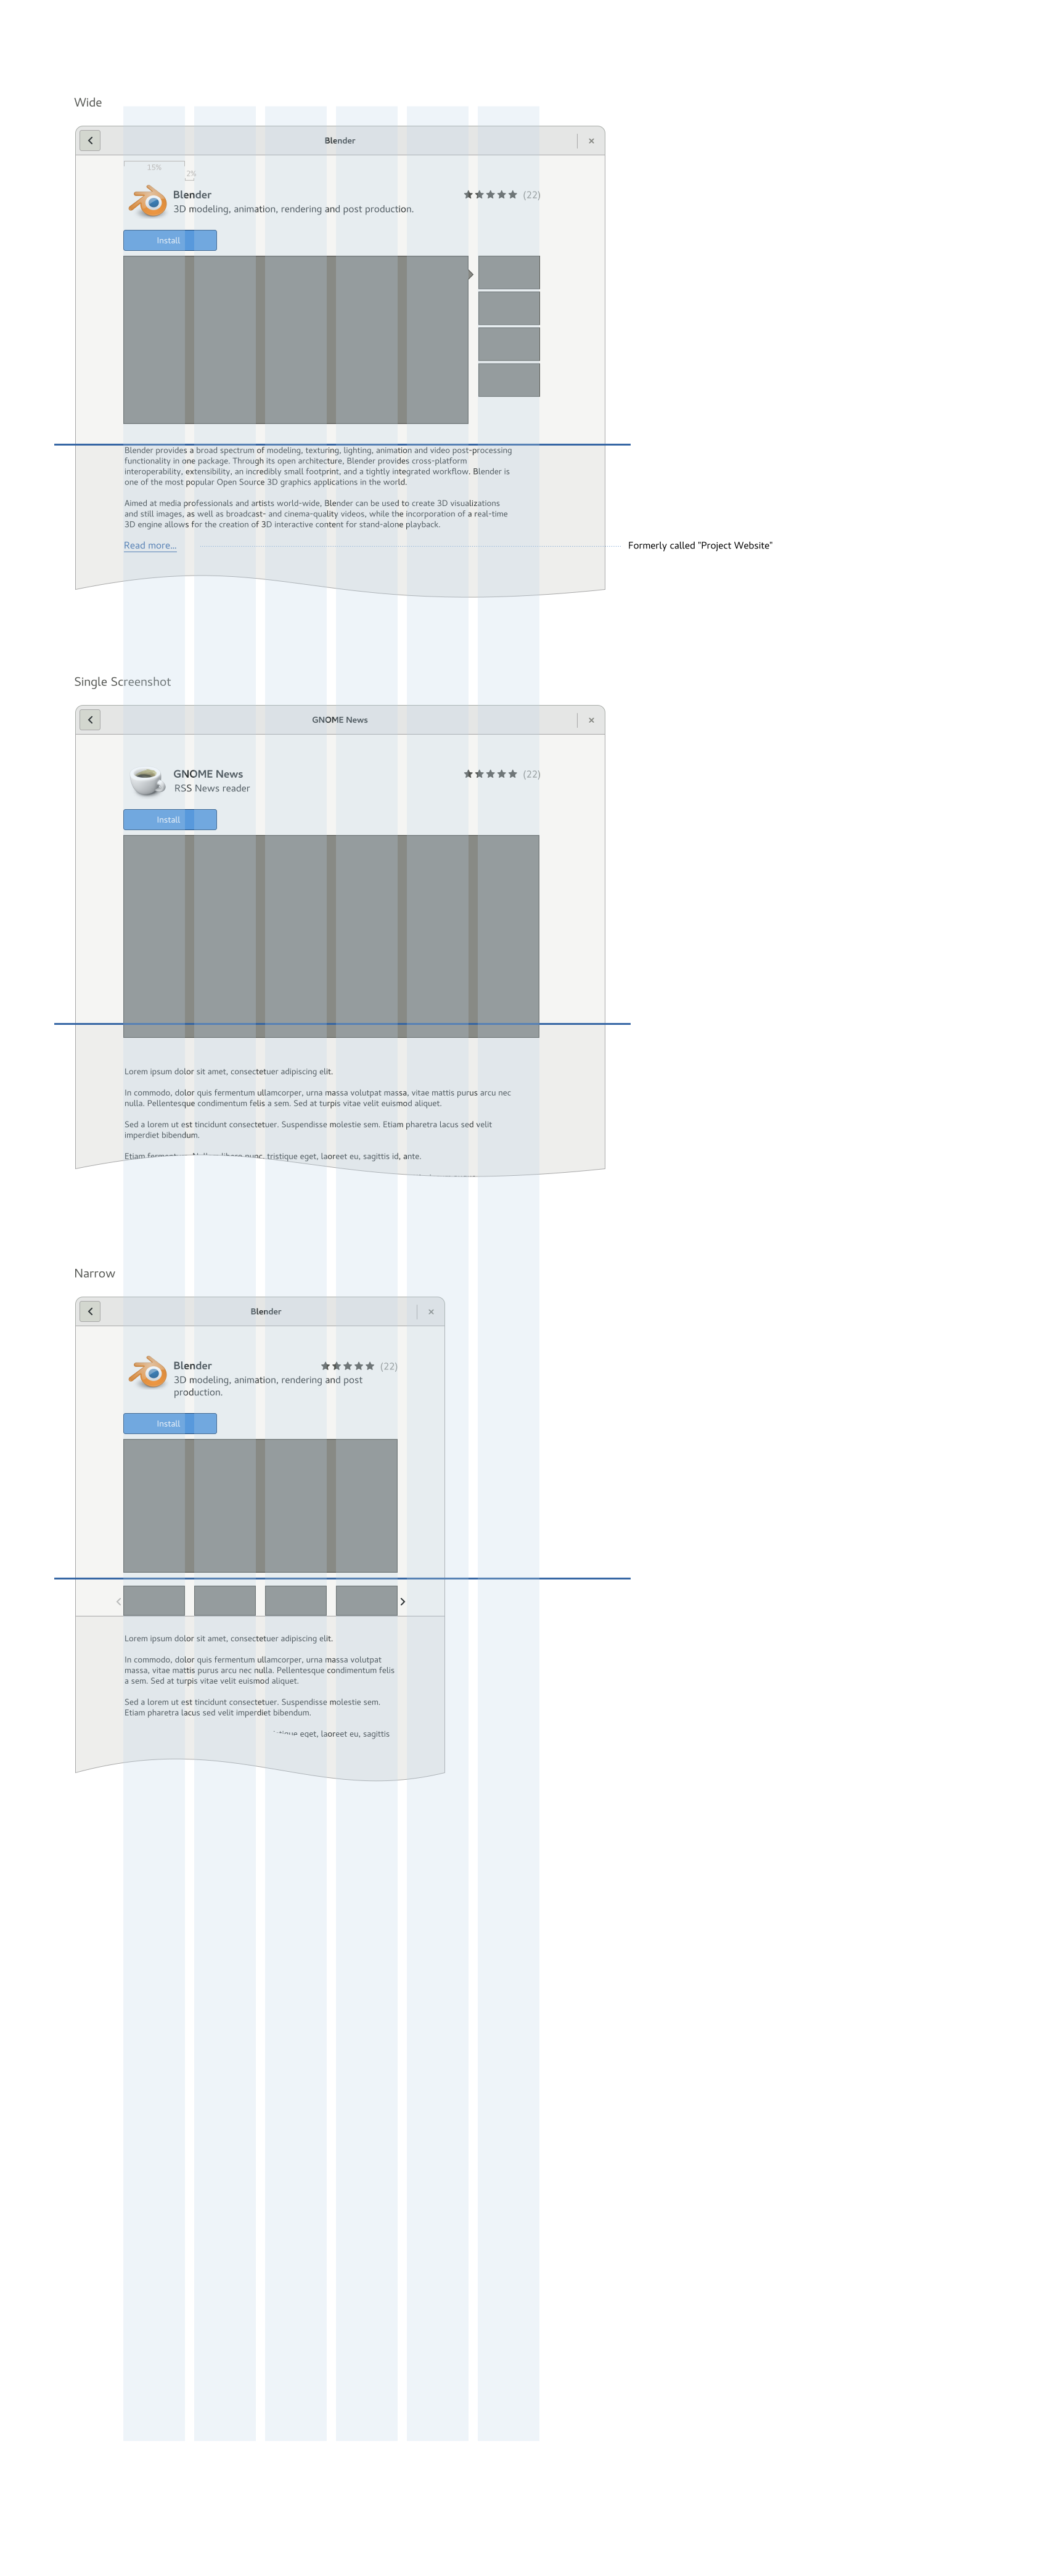 Wide
Blender
15%
2%
Blender
(22)
3D modeling, animation, rendering and post production.
Install
Blender provides a broad spectrum of modeling, texturing, lighting, animation and video post-processing
functionality in one package. Through its open architecture, Blender provides cross-platform
interoperability, extensibility, an incredibly small footprint, and a tightly integrated workflow. Blender is
one of the most popular Open Source 3D graphics applications in the world.
Aimed at media professionals and artists world-wide, Blender can be used to create 3D visualizations
and still images, as well as broadcast- and cinema-quality videos, while the incorporation of a real-time
3D engine allows for the creation of 3D interactive content for stand-alone playback.
Read more...
Formerly called "Project Website"
Single Screenshot
GNOME News
GNOME News
(22)
RSS News reader
Install
Lorem ipsum dolor sit amet, consectetuer adipiscing elit.
In commodo, dolor quis fermentum ullamcorper, urna massa volutpat massa, vitae mattis purus arcu nec
nulla. Pellentesque condimentum felis a sem. Sed at turpis vitae velit euismod aliquet.
Sed a lorem ut est tincidunt consectetuer. Suspendisse molestie sem. Etiam pharetra lacus sed velit
imperdiet bibendum.
Etiam fermentum. Nullam libero nunc, tristique eget, laoreet eu, sagittis id, ante.
Narrow
Blender
Blender
(22)
3D modeling, animation, rendering and post
production.
Install
Lorem ipsum dolor sit amet, consectetuer adipiscing elit.
In commodo, dolor quis fermentum ullamcorper, urna massa volutpat
massa, vitae mattis purus arcu nec nulla. Pellentesque condimentum felis
a sem. Sed at turpis vitae velit euismod aliquet.
Sed a lorem ut est tincidunt consectetuer. Suspendisse molestie sem.
Etiam pharetra lacus sed velit imperdiet bibendum.
eget, laoreet eu, sagittis